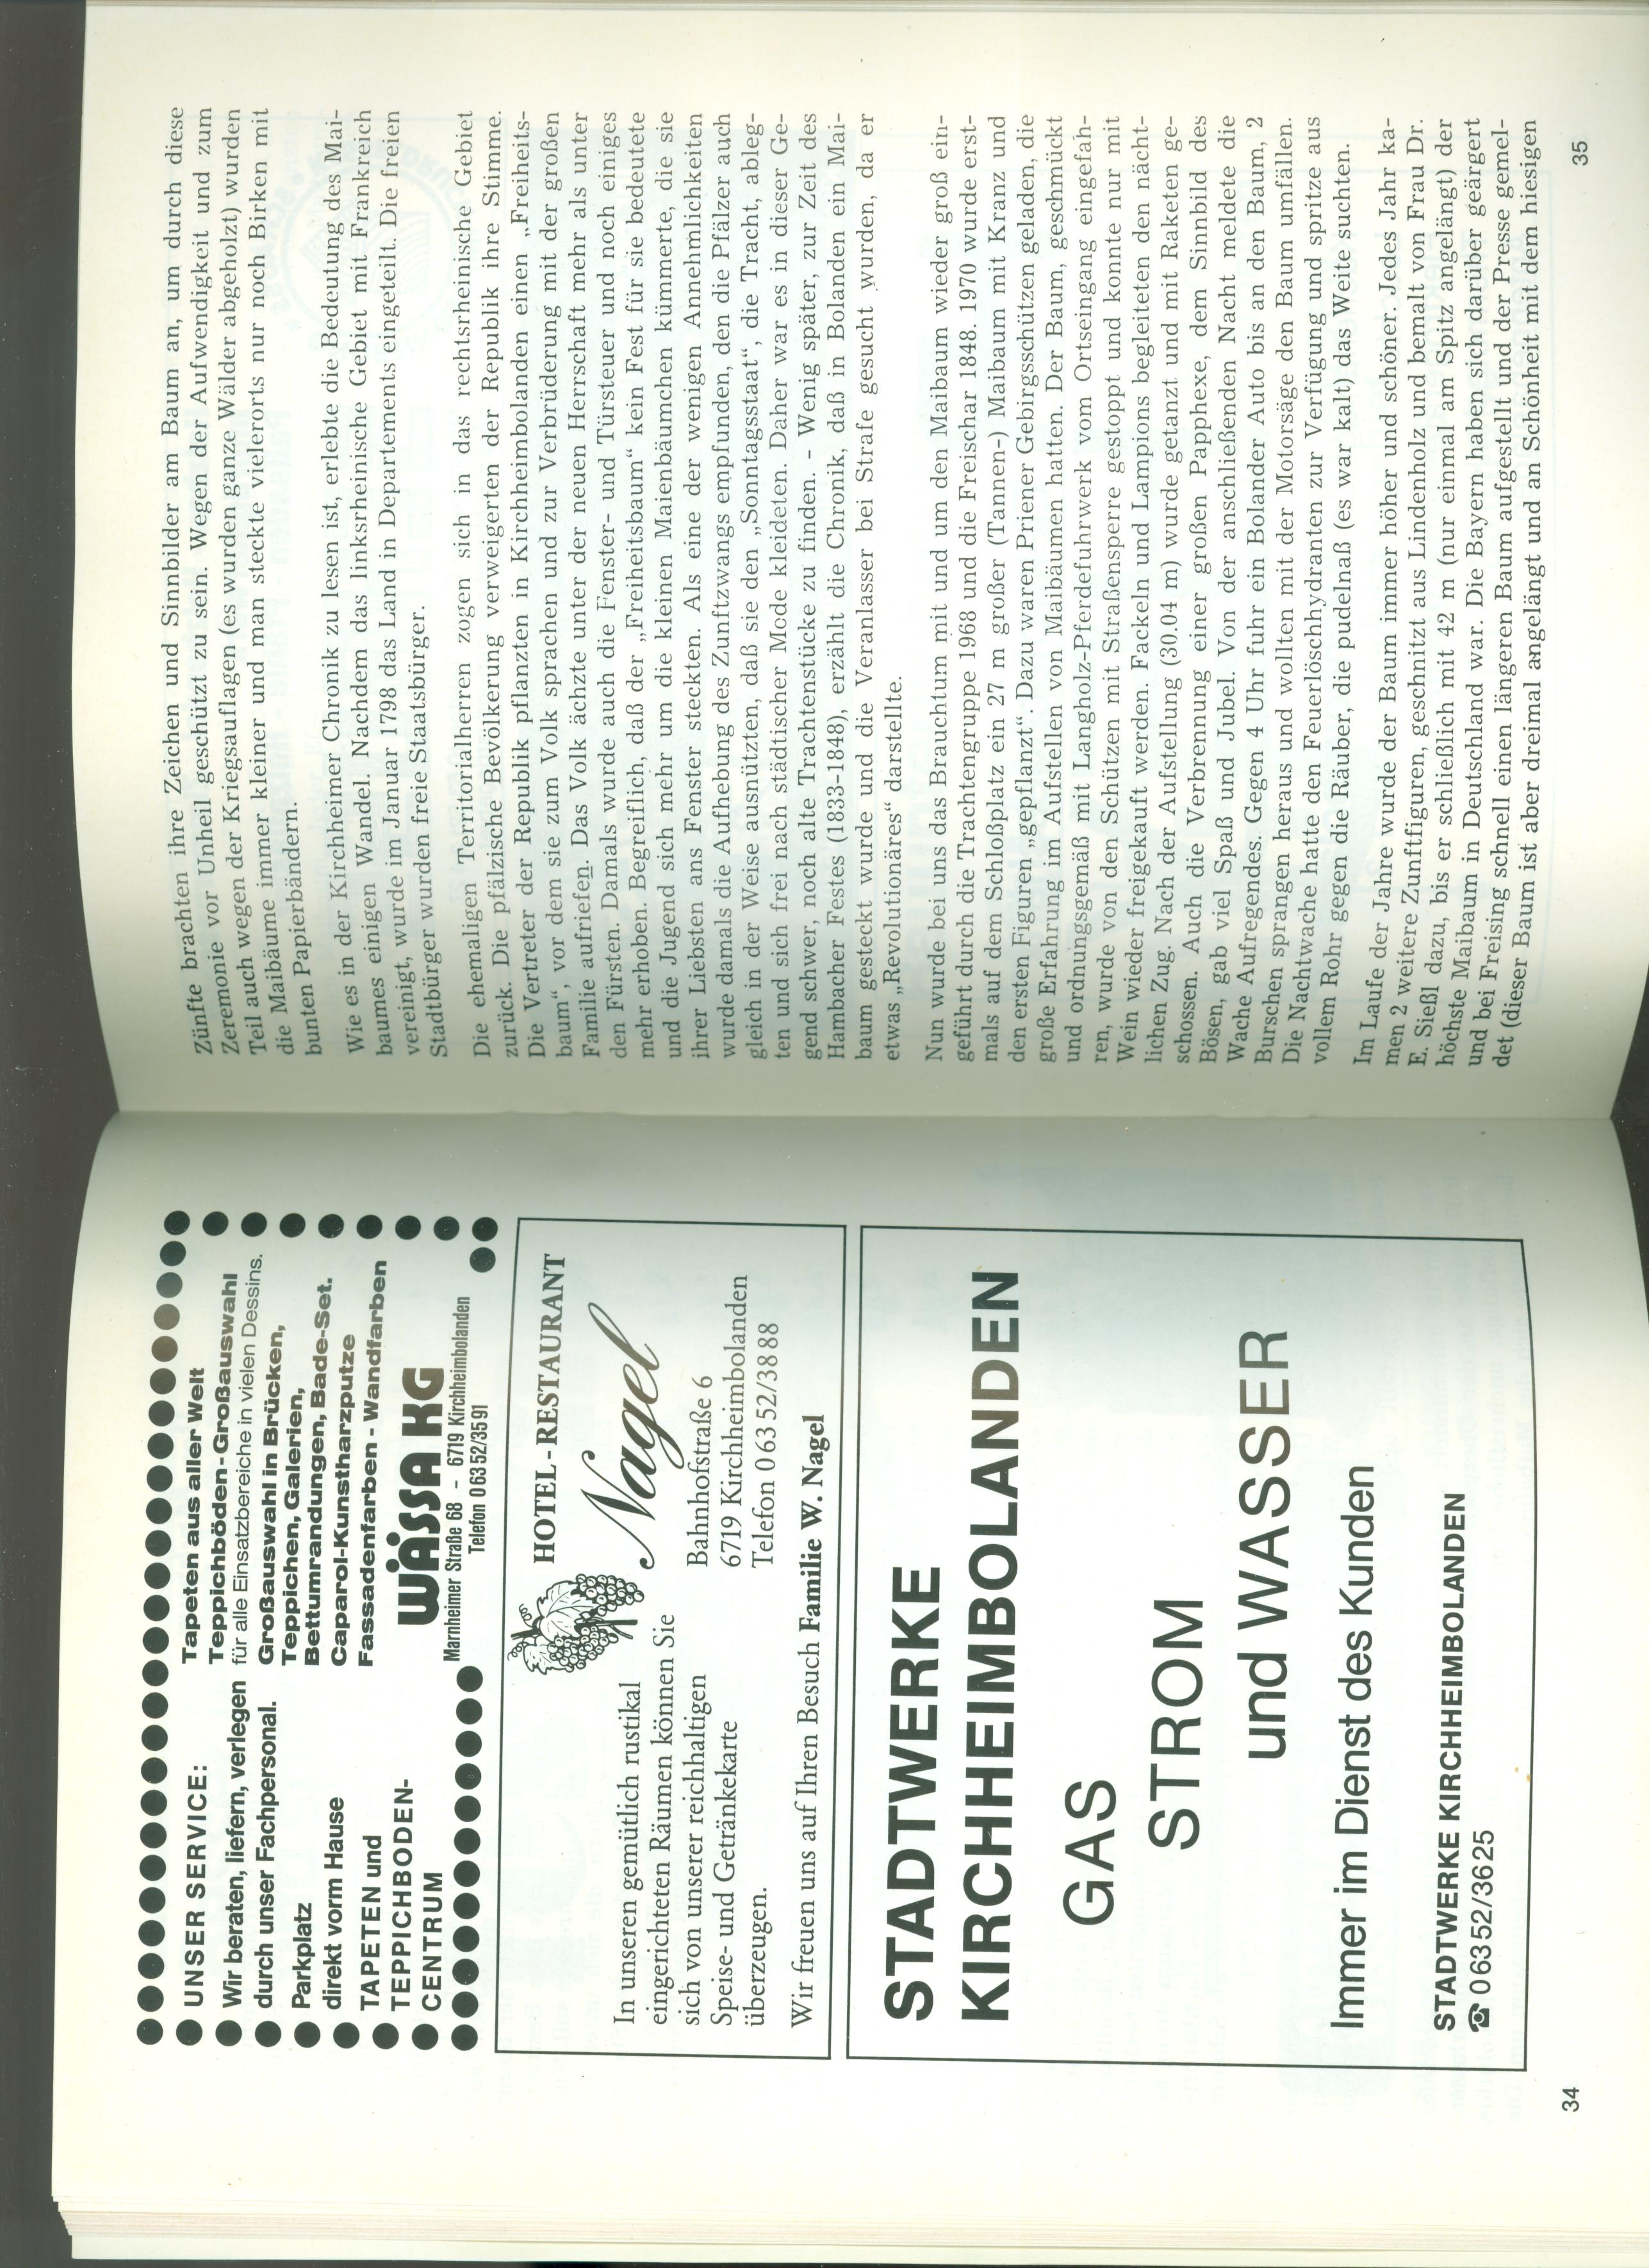 UNSER SERVICE:
Wir beraten, liefern, verlegen
durch unser Fachpersonal.
Parkplatz
direkt vorm Hause
TAPETEN und
TEPPICHBODEN-
CENTRUM
Tapeten aus aller Welt
Teppichböden-Großauswahl
für alle Einsatzbereiche in vielen Dessins.
Großauswahl in Brücken,
Teppichen, Galerien,
Bettumrandungen, Bade-Set.
Caparol-Kunstharzputze
Fassadenfarben - Wandfarben
WÄSSA KG
Marnheimer Straße 68 - 6719 Kirchheimbolanden
Telefon 06352/3591
HOTEL-RESTAURANT
Nagel
In unseren gemütlich rustikal
eingerichteten Räumen können Sie
sich von unserer reichhaltigen
Speise- und Getränkekarte
überzeugen.
Bahnhofstraße 6
6719 Kirchheimbolanden
Telefon 0 63 52/38 88
Wir freuen uns auf Ihren Besuch Familie W. Nagel
STADTWERKE
KIRCHHEIMBOLANDEN
GAS
STROM
und WASSER
Immer im Dienst des Kunden
STADTWERKE KIRCHHEIMBOLANDEN
☎ 0 63 52/36 25
34
Zünfte brachten ihre Zeichen und Sinnbilder am Baum an, um durch diese
Zeremonie vor Unheil geschützt zu sein. Wegen der Aufwendigkeit und zum
Teil auch wegen der Kriegsauflagen (es wurden ganze Wälder abgeholzt) wurden
die Maibäume immer kleiner und man steckte vielerorts nur noch Birken mit
bunten Papierbändern.
Wie es in der Kirchheimer Chronik zu lesen ist, erlebte die Bedeutung des Mai-
baumes einigen Wandel. Nachdem das linksrheinische Gebiet mit Frankreich
vereinigt, wurde im Januar 1798 das Land in Departements eingeteilt. Die freien
Stadtbürger wurden freie Staatsbürger.
Die ehemaligen Territorialherren zogen sich in das rechtsrheinische Gebiet
zurück. Die pfälzische Bevölkerung verweigerten der Republik ihre Stimme.
Die Vertreter der Republik pflanzten in Kirchheimbolanden einen „Freiheits-
baum“, vor dem sie zum Volk sprachen und zur Verbrüderung mit der großen
Familie aufriefen. Das Volk ächzte unter der neuen Herrschaft mehr als unter
den Fürsten. Damals wurde auch die Fenster- und Türsteuer und noch einiges
mehr erhoben. Begreiflich, daß der „Freiheitsbaum“ kein Fest für sie bedeutete
und die Jugend sich mehr um die kleinen Maienbäumchen kümmerte, die sie
ihrer Liebsten ans Fenster steckten. Als eine der wenigen Annehmlichkeiten
wurde damals die Aufhebung des Zunftzwangs empfunden, den die Pfälzer auch
gleich in der Weise ausnützten, daß sie den „Sonntagsstaat“, die Tracht, ableg-
ten und sich frei nach städtischer Mode kleideten. Daher war es in dieser Ge-
gend schwer, noch alte Trachtenstücke zu finden. - Wenig später, zur Zeit des
Hambacher Festes (1833-1848), erzählt die Chronik, daß in Bolanden ein Mai-
baum gesteckt wurde und die Veranlasser bei Strafe gesucht wurden, da er
etwas „Revolutionäres“ darstellte.
Nun wurde bei uns das Brauchtum mit und um den Maibaum wieder groß ein-
geführt durch die Trachtengruppe 1968 und die Freischar 1848. 1970 wurde erst-
mals auf dem Schloßplatz ein 27 m großer (Tannen-) Maibaum mit Kranz und
den ersten Figuren „gepflanzt“. Dazu waren Priener Gebirgsschützen geladen, die
große Erfahrung im Aufstellen von Maibäumen hatten. Der Baum, geschmückt
und ordnungsgemäß mit Langholz-Pferdefuhrwerk vom Ortseingang eingefah-
ren, wurde von den Schützen mit Straßensperre gestoppt und konnte nur mit
Wein wieder freigekauft werden. Fackeln und Lampions begleiteten den nächt-
lichen Zug. Nach der Aufstellung (30.04 m) wurde getanzt und mit Raketen ge-
schossen. Auch die Verbrennung einer großen Papphexe, dem Sinnbild des
Bösen, gab viel Spaß und Jubel. Von der anschließenden Nacht meldete die
Wache Aufregendes. Gegen 4 Uhr fuhr ein Bolander Auto bis an den Baum, 2
Burschen sprangen heraus und wollten mit der Motorsäge den Baum umfällen.
Die Nachtwache hatte den Feuerlöschhydranten zur Verfügung und spritze aus
vollem Rohr gegen die Räuber, die pudelnaß (es war kalt) das Weite suchten.
Im Laufe der Jahre wurde der Baum immer höher und schöner. Jedes Jahr ka-
men 2 weitere Zunftfiguren, geschnitzt aus Lindenholz und bemalt von Frau Dr.
E. Sießl dazu, bis er schließlich mit 42 m (nur einmal am Spitz angelängt) der
höchste Maibaum in Deutschland war. Die Bayern haben sich darüber geärgert
und bei Freising schnell einen längeren Baum aufgestellt und der Presse gemel-
det (dieser Baum ist aber dreimal angelängt und an Schönheit mit dem hiesigen
35